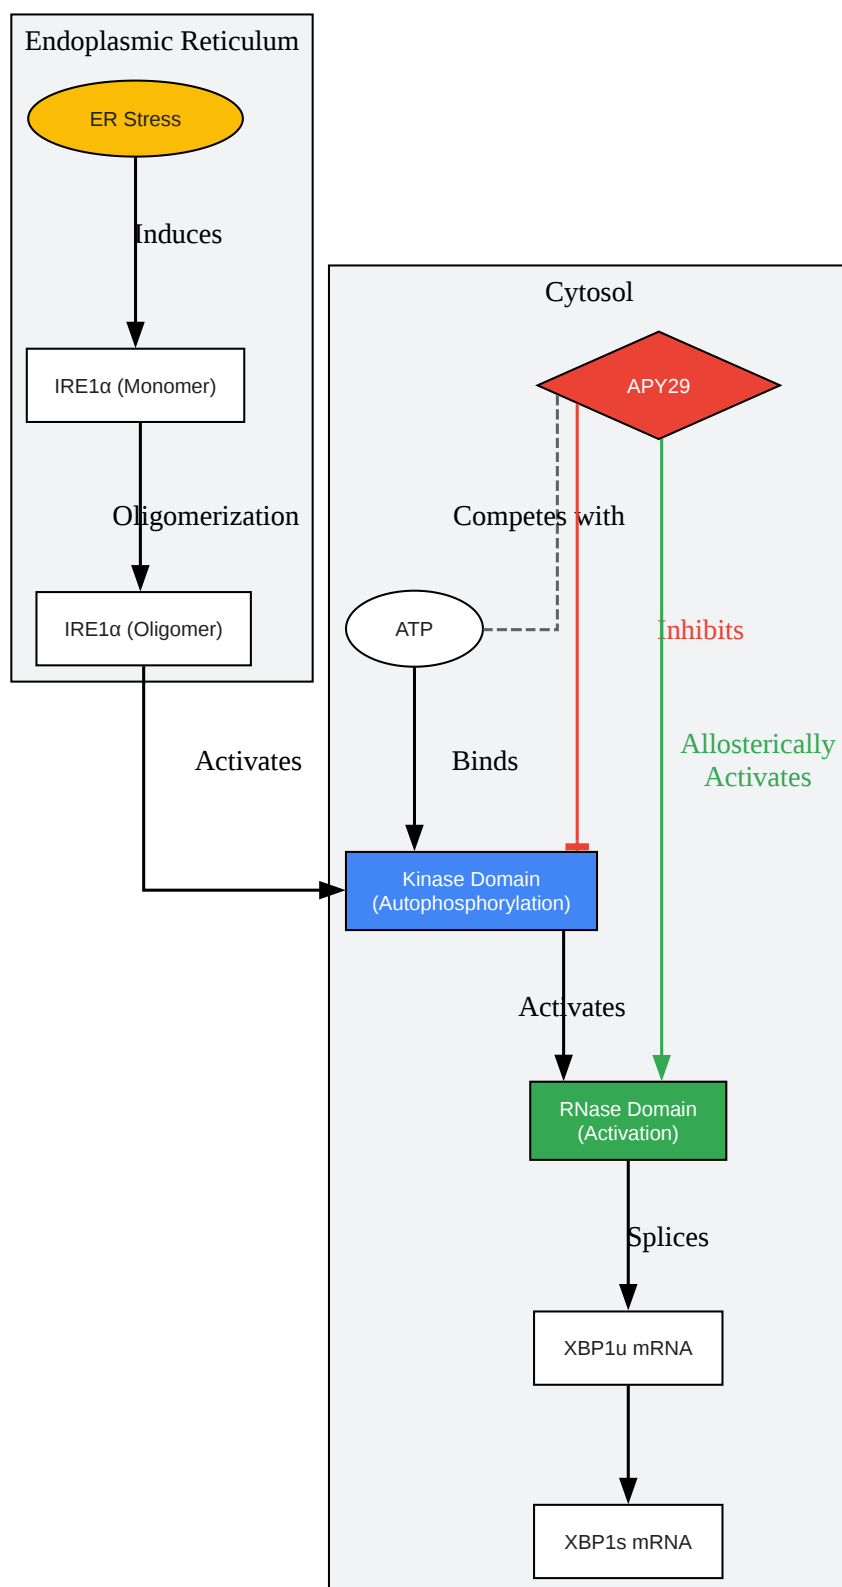 Endoplasmic Reticulum
ER Stress
Induces
Cytosol
IRE1α (Monomer)
APY29
Oligomerization
Competes with
IRE1α (Oligomer)
ATP
Inhibits
Activates
Binds
Allosterically
Activates
Kinase Domain
(Autophosphorylation)
Activates
RNase Domain
(Activation)
Splices
XBP1u mRNA
XBP1s mRNA